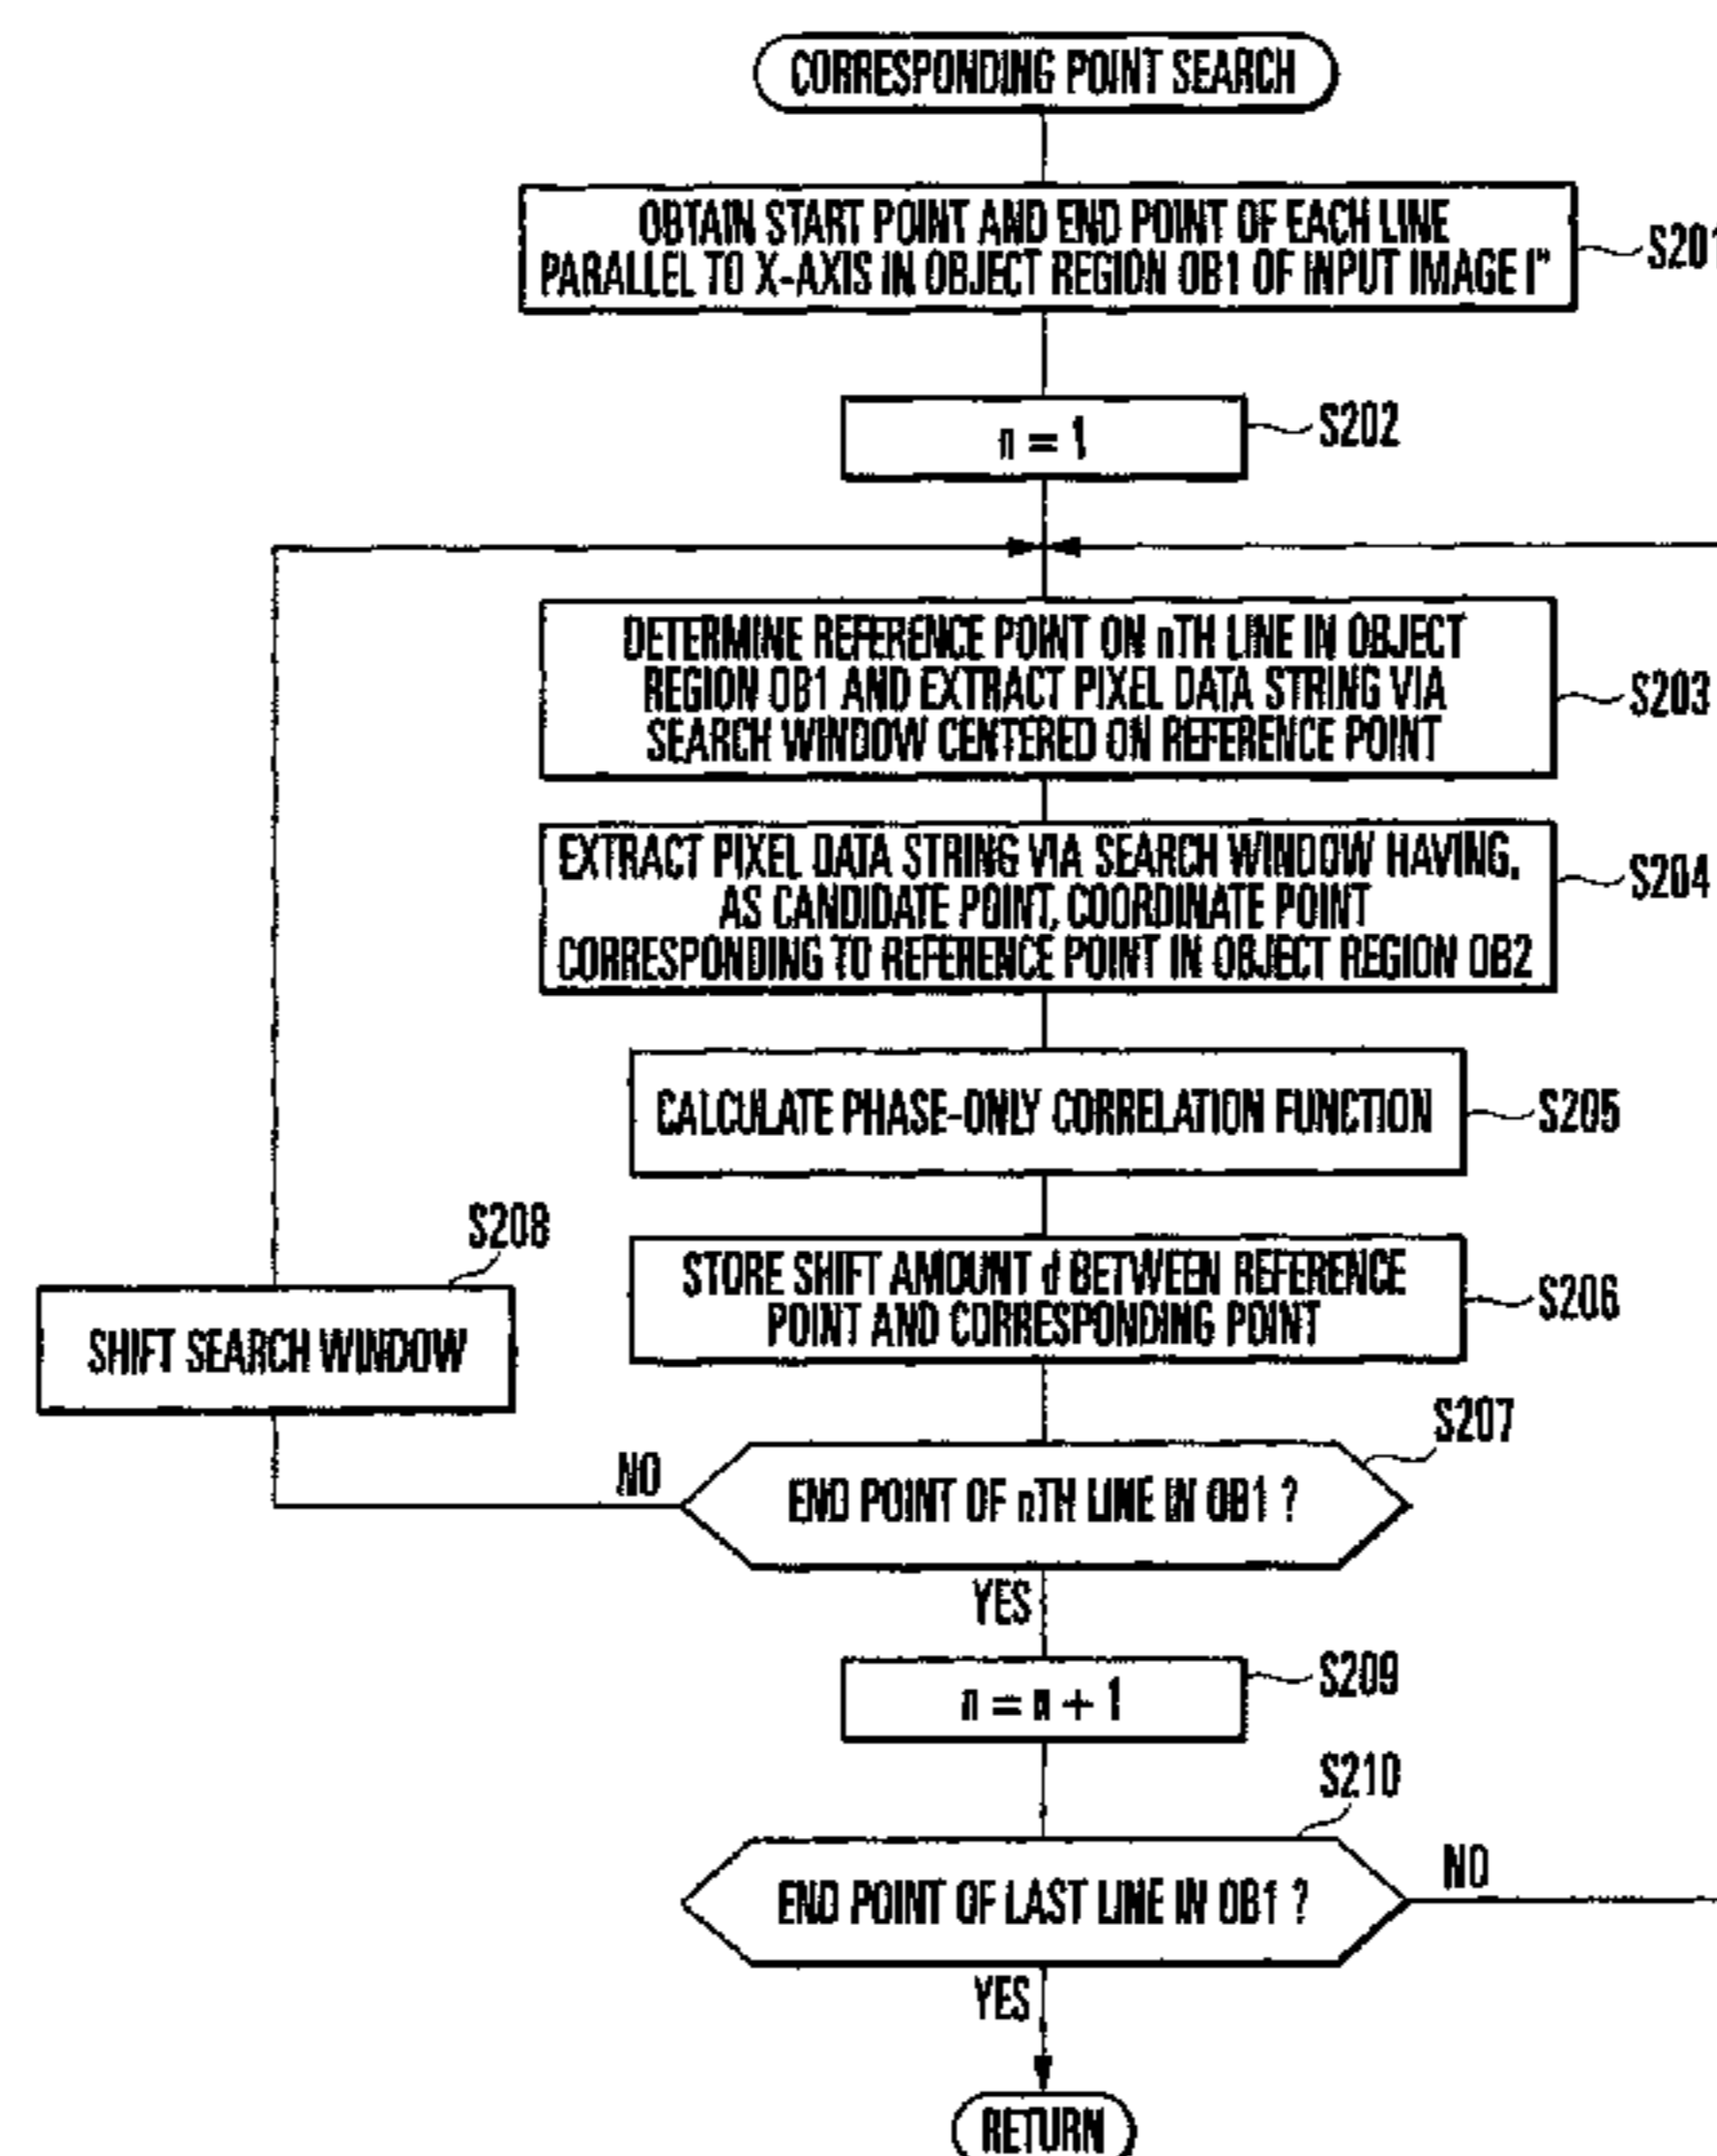 CORRESPONDING POINT SEARCH
OBTAIN START POINT AND END POINT OF EACH LINE
PARALLEL TO X-AXIS IN OBJECT REGION OB1 OF INPUT IMAGE I"
S201
n = 1
S202
DETERMINE REFERENCE POINT ON nTH LINE IN OBJECT
REGION OB1 AND EXTRACT PIXEL DATA STRING VIA
SEARCH WINDOW CENTERED ON REFERENCE POINT
S203
EXTRACT PIXEL DATA STRING VIA SEARCH WINDOW HAVING,
AS CANDIDATE POINT, COORDINATE POINT
CORRESPONDING TO REFERENCE POINT IN OBJECT REGION OB2
S204
CALCULATE PHASE-ONLY CORRELATION FUNCTION
S205
STORE SHIFT AMOUNT d BETWEEN REFERENCE
POINT AND CORRESPONDING POINT
S206
S208
SHIFT SEARCH WINDOW
S207
NO
END POINT OF nTH LINE IN OB1 ?
YES
n = n + 1
S209
S210
END POINT OF LAST LINE IN OB1 ?
NO
YES
RETURN